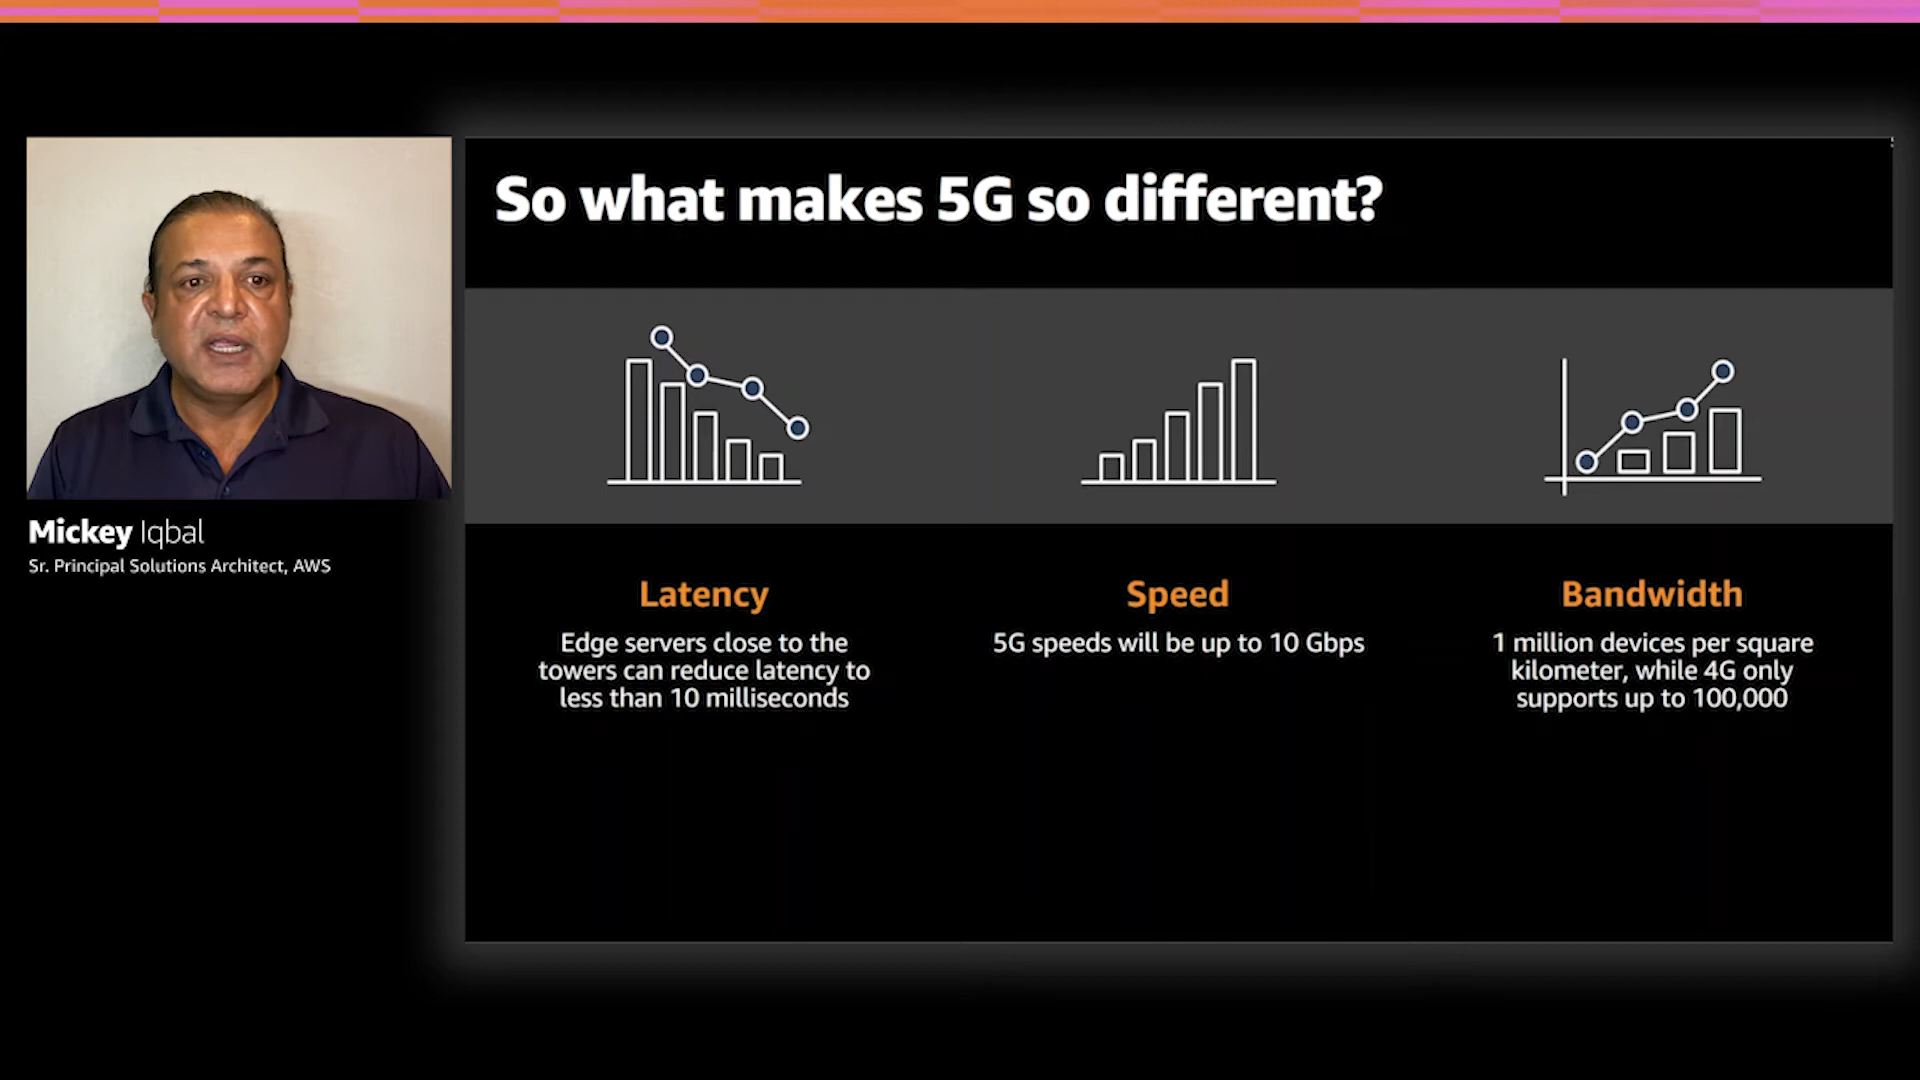 So what makes 5G so different?
Mickey Iqbal
Sr. Principal Solutions Architect, AWS
Latency
Edge servers close to the
towers can reduce latency to
less than 10 milliseconds
Speed
5G speeds will be up to 10 Gbps
Bandwidth
1 million devices per square
kilometer, while 4G only
supports up to 100,000